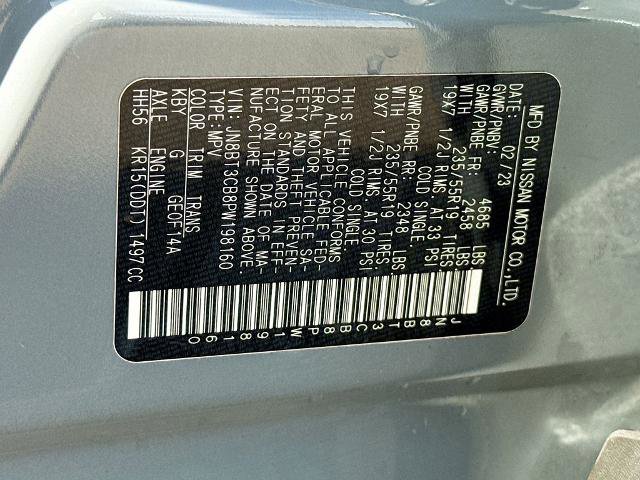 MFD BY NISSAN MOTOR CO.,LTD.
DATE: 02/23
GVWR/PNBV: 4685 LBS.
GAWR/PNBE FR: 2458 LBS.
WITH 235/55R19 TIRES,
19X7 1/2J RIMS AT 33 PSI
COLD SINGLE
GAWR/PNBE RR: 2348 LBS.
WITH 235/55R19 TIRES,
19X7 1/2J RIMS AT 30 PSI
COLD SINGLE
THIS VEHICLE CONFORMS
TO ALL APPLICABLE FED-
ERAL MOTOR VEHICLE SA-
FETY AND THEFT PREVEN-
TION STANDARDS IN EFF-
ECT ON THE DATE OF MA-
NUFACTURE SHOWN ABOVE.
VIN: JN8BT3CB8PW198160
TYPE: MPV
COLOR TRIM TRANS
KBY G GE0F14A
AXLE ENGINE
HH56 KR15(DDT) 1497CC
JN8BT3CB8PW198160